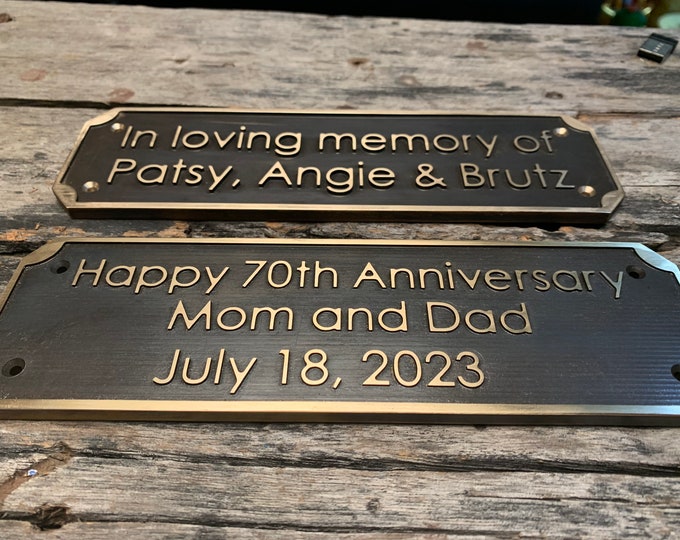 In loving memory of
Patsy, Angie & Brutz
Happy 70th Anniversary
Mom and Dad
July 18, 2023